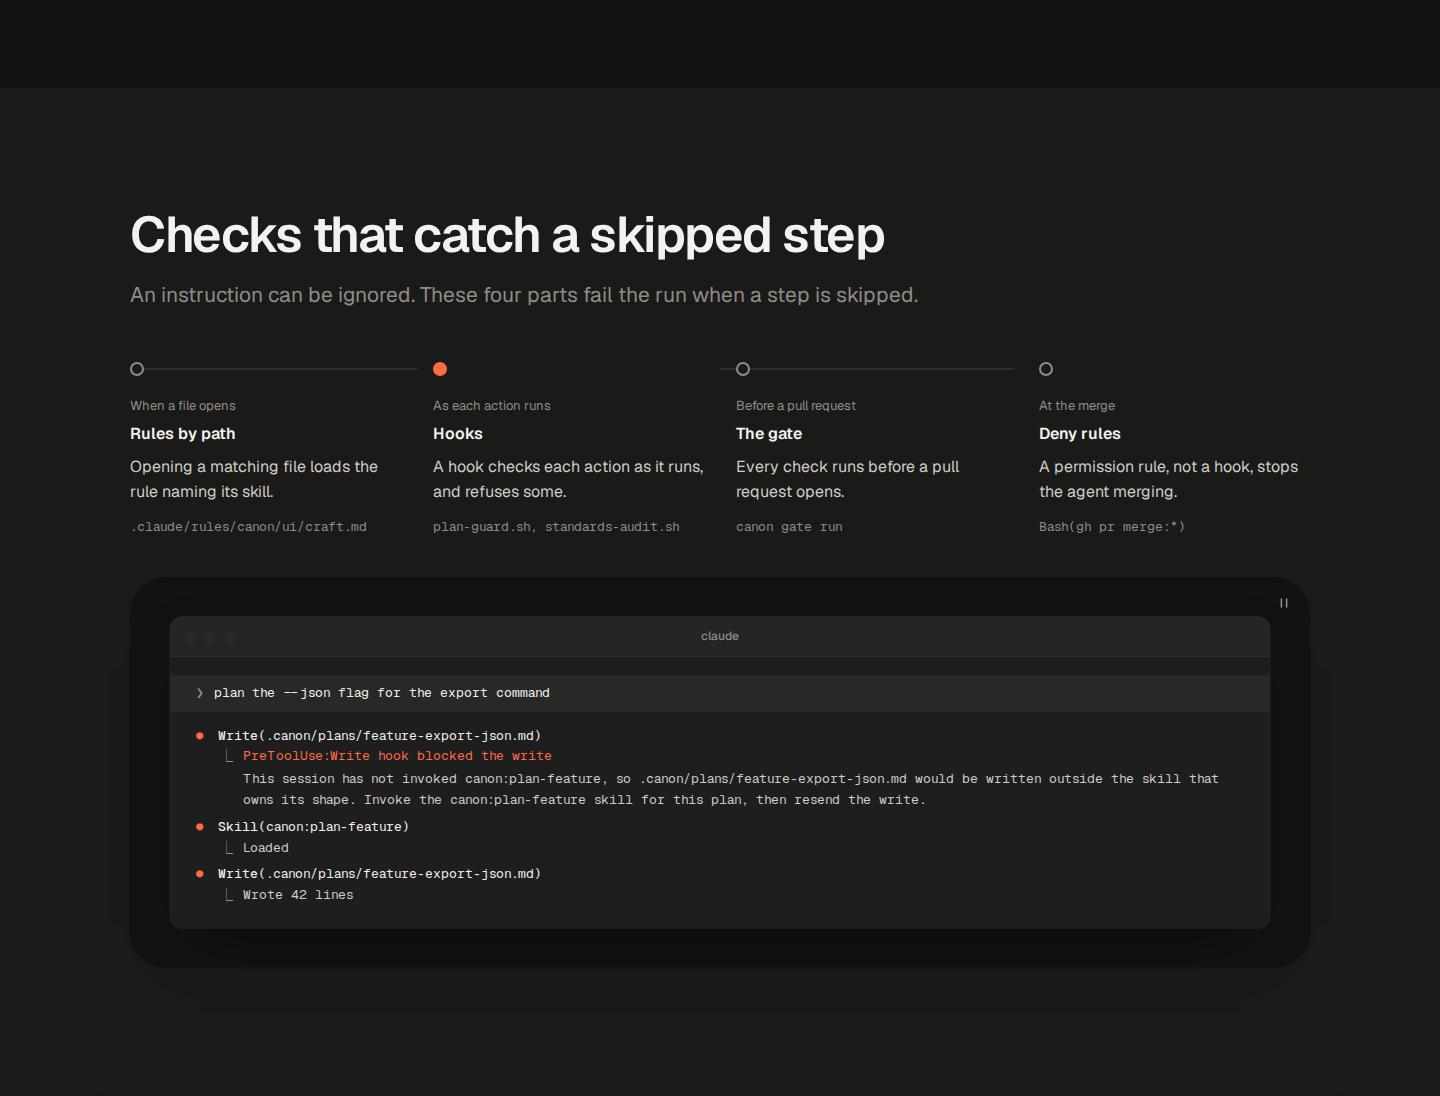 Checks that catch a skipped step
An instruction can be ignored. These four parts fail the run when a step is skipped.
When a file opens
Rules by path
Opening a matching file loads the
rule naming its skill.
.claude/rules/canon/ui/craft.md
As each action runs
Hooks
A hook checks each action as it runs,
and refuses some.
plan-guard.sh, standards-audit.sh
Before a pull request
The gate
Every check runs before a pull
request opens.
canon gate run
At the merge
Deny rules
A permission rule, not a hook, stops
the agent merging.
Bash(gh pr merge:*)
claude
❯ plan the --json flag for the export command
● Write(.canon/plans/feature-export-json.md)
⎿ PreToolUse:Write hook blocked the write
This session has not invoked canon:plan-feature, so .canon/plans/feature-export-json.md would be written outside the skill that
owns its shape. Invoke the canon:plan-feature skill for this plan, then resend the write.
● Skill(canon:plan-feature)
⎿ Loaded
● Write(.canon/plans/feature-export-json.md)
⎿ Wrote 42 lines